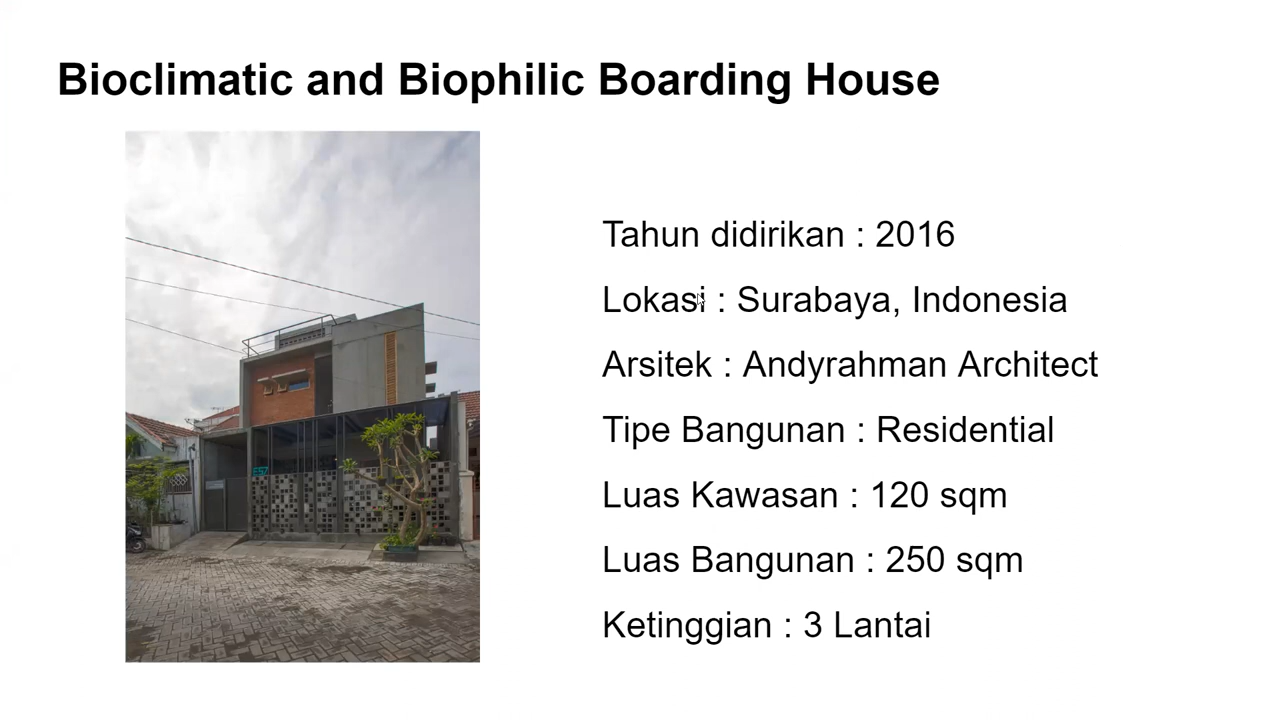 Bioclimatic and Biophilic Boarding House
Tahun didirikan : 2016
Lokasi : Surabaya, Indonesia
Arsitek : Andyrahman Architect
Tipe Bangunan : Residential
Luas Kawasan : 120 sqm
Luas Bangunan : 250 sqm
Ketinggian : 3 Lantai